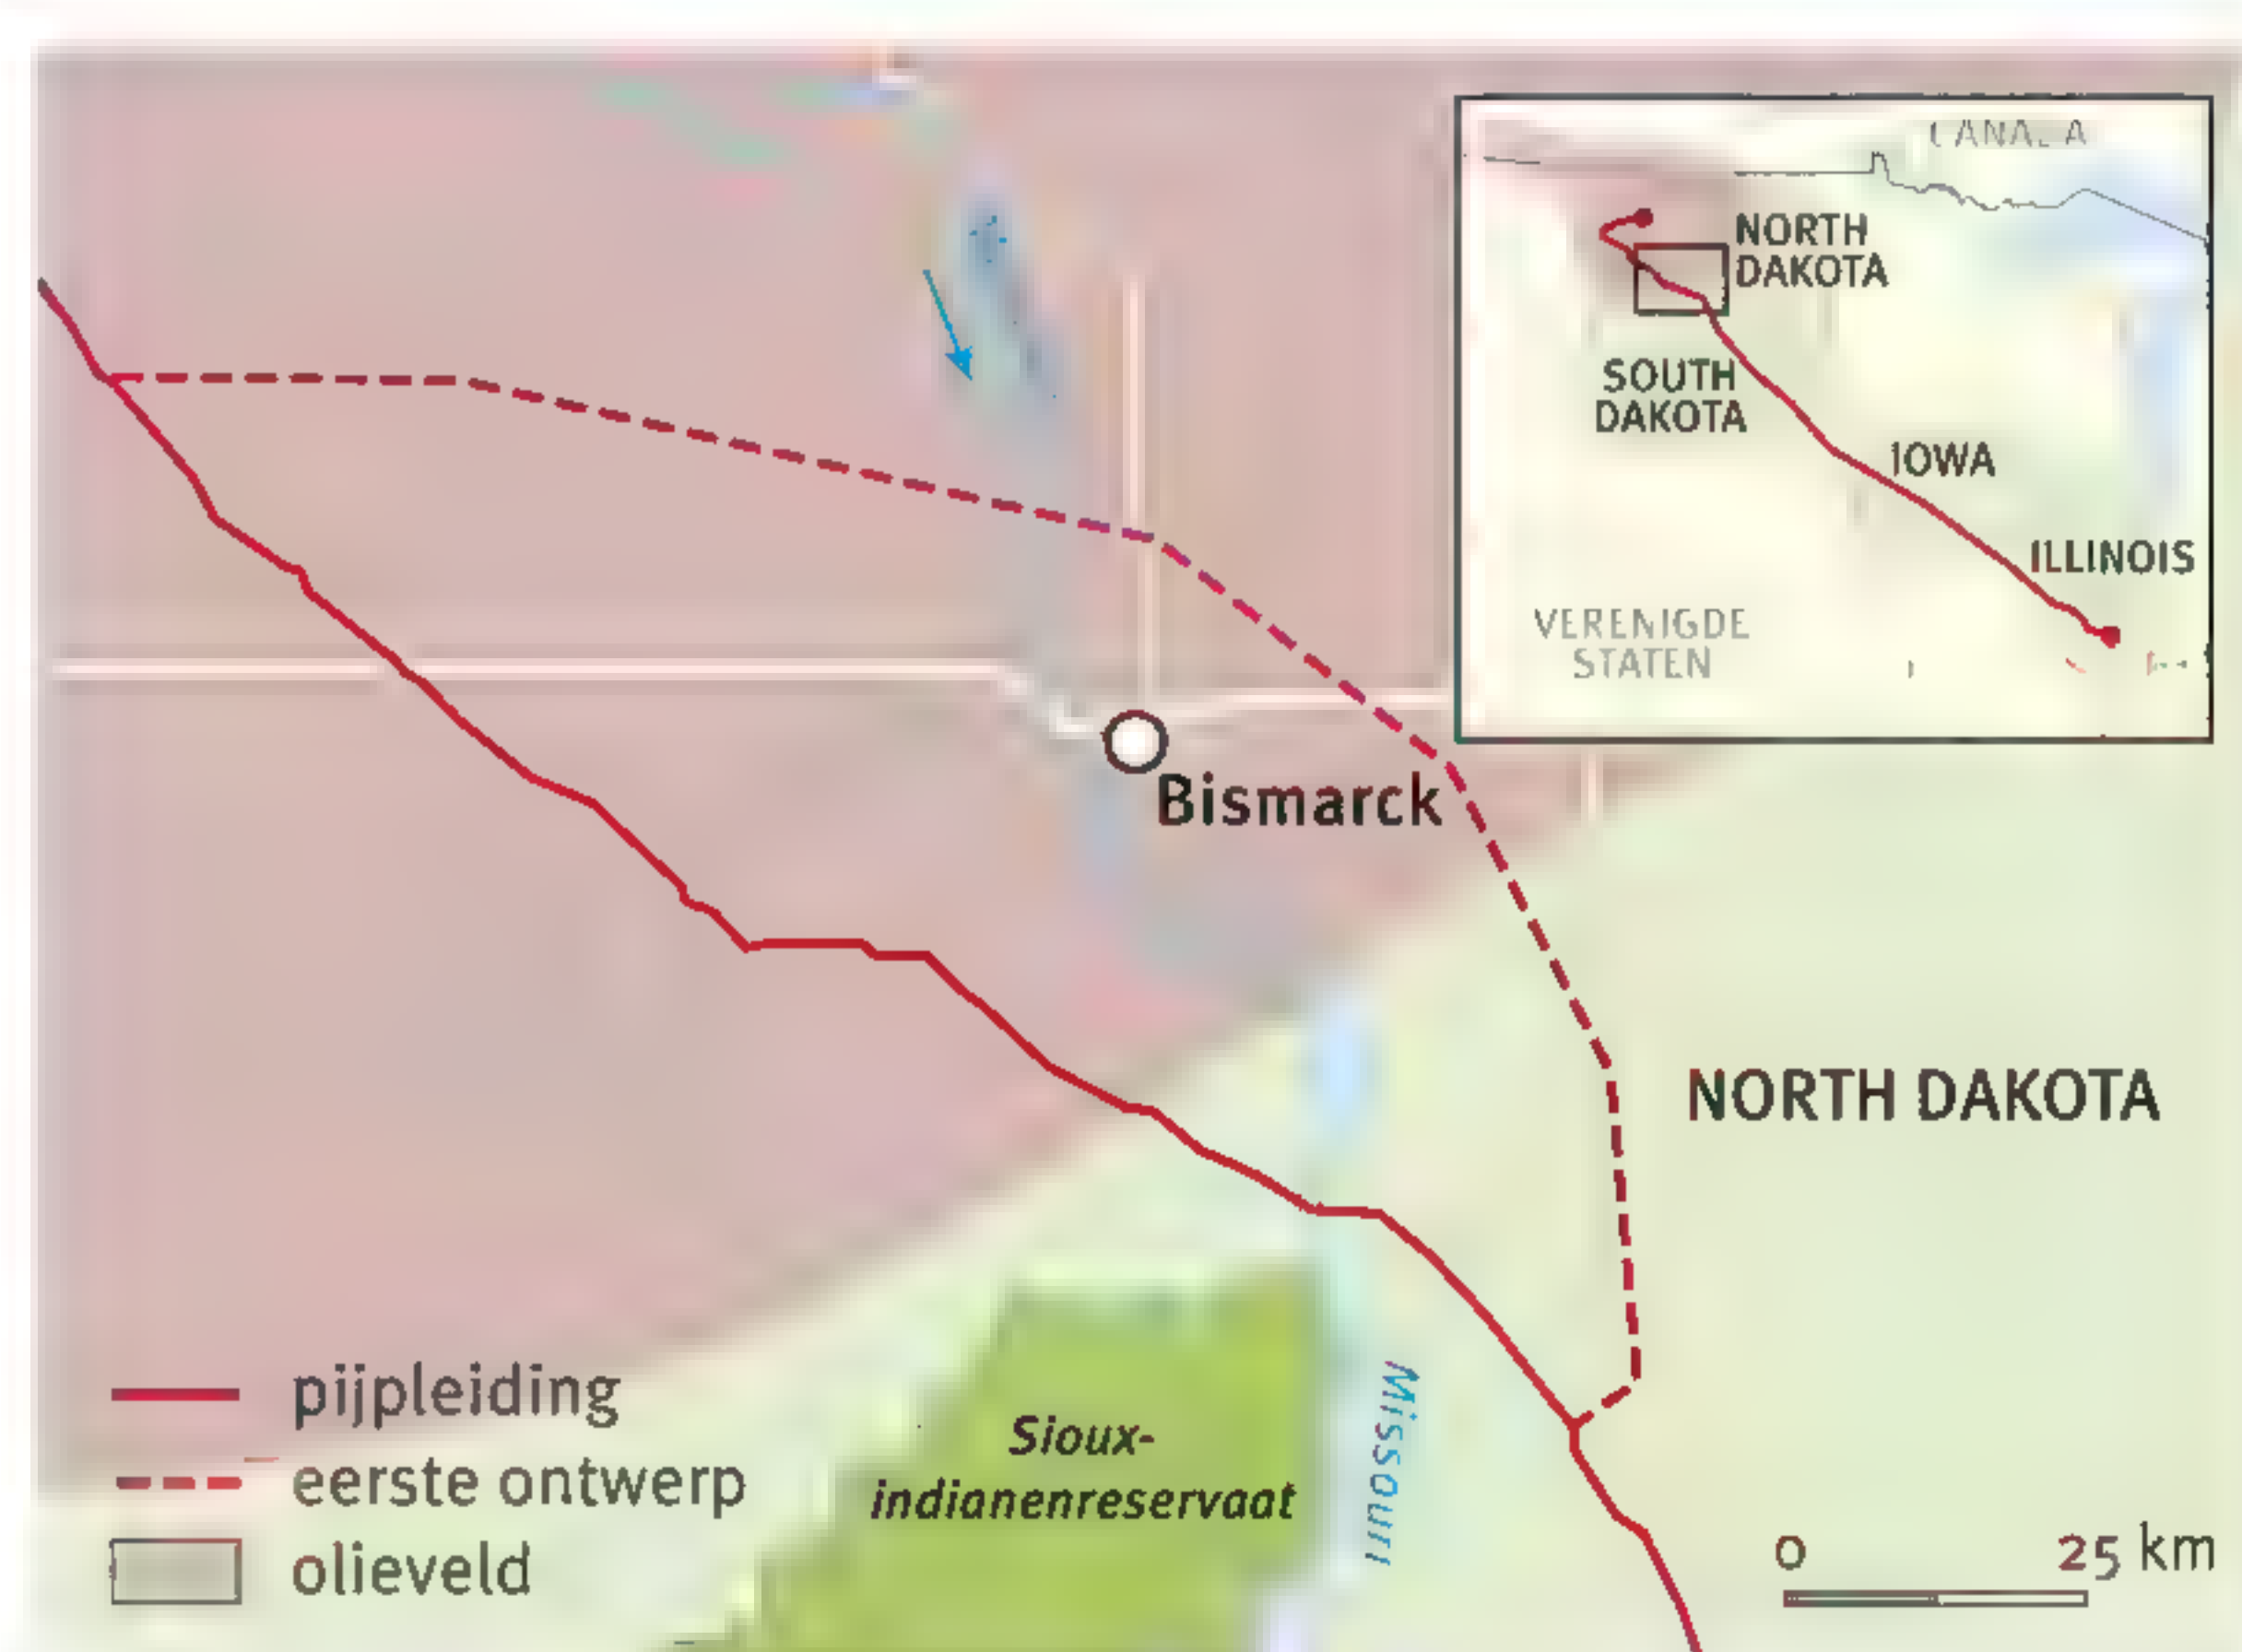 CANADA
NORTH
DAKOTA
SOUTH
DAKOTA
IOWA
ILLINOIS
VERENIGDE
STATEN
Bismarck
NORTH DAKOTA
pijpleiding
eerste ontwerp
olieveld
Sioux-
indianenreservaat
Missouri
0 25 km